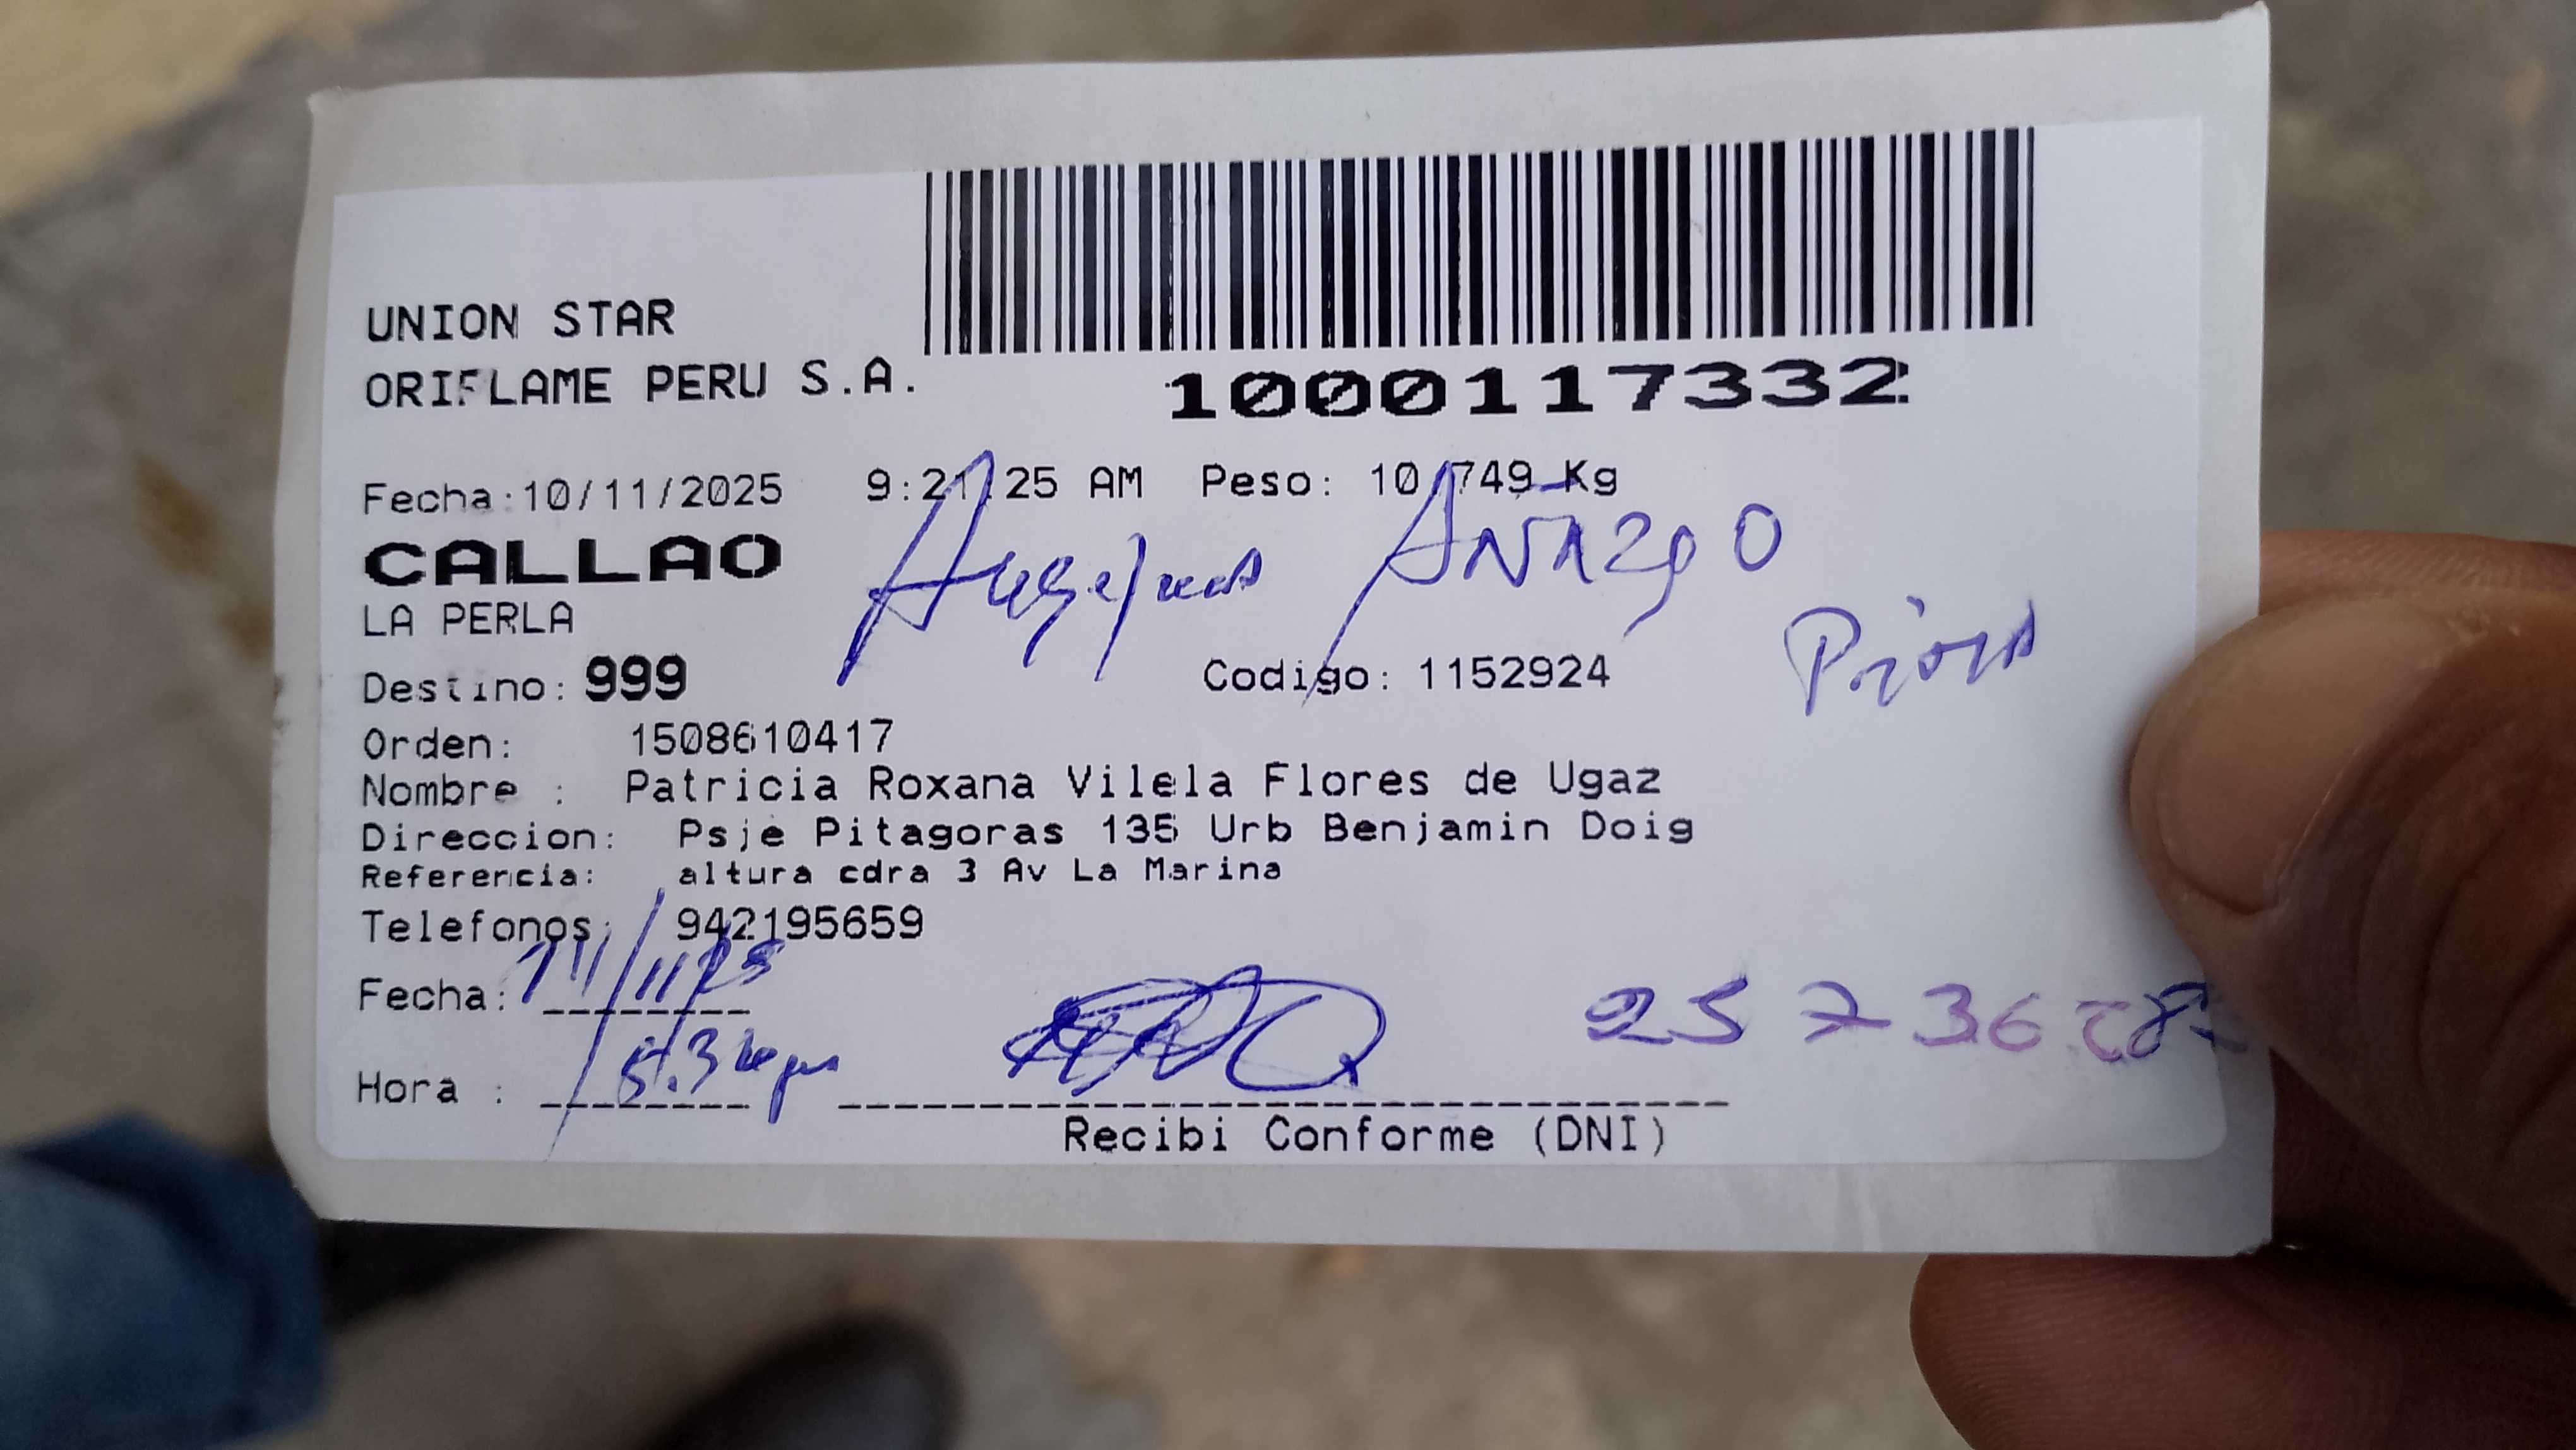 UNION STAR
ORIFLAME PERU S.A.
1000117332
Fecha:10/11/2025 9:21:25 AM Peso: 10.749 Kg
CALLAO
LA PERLA
Destino: 999 Codigo: 1152924
Orden: 1508610417
Nombre : Patricia Roxana Vilela Flores de Ugaz
Direccion: Psje Pitagoras 135 Urb Benjamin Doig
Referencia: altura cdra 3 Av La Marina
Telefonos: 942195659
Fecha:
Hora :
Recibi Conforme (DNI)